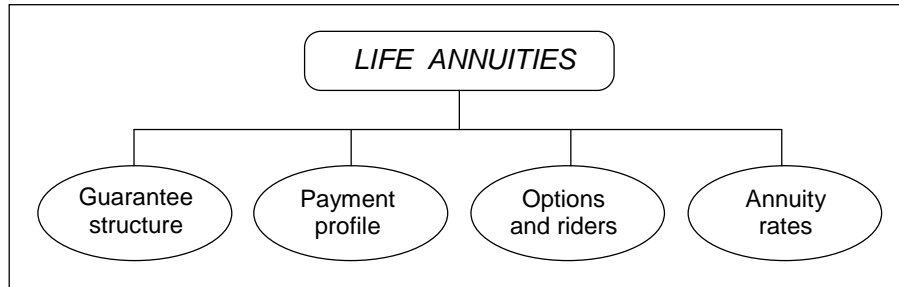 LIFE ANNUITIES
Guarantee
structure
Payment
profile
Options
and riders
Annuity
rates